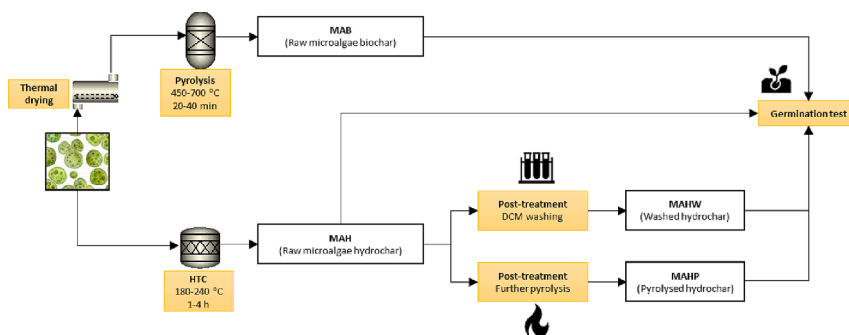 MAB
(Raw microalgae biochar)
Pyrolysis
450-700 °C
20-40 min
Thermal
drying
Germination test
Post-treatment
DCM washing
MAHW
(Washed hydrochar)
MAH
(Raw microalgae hydrochar)
HTC
180-240 °C
1-4 h
Post-treatment
Further pyrolysis
MAHP
(Pyrolysed hydrochar)